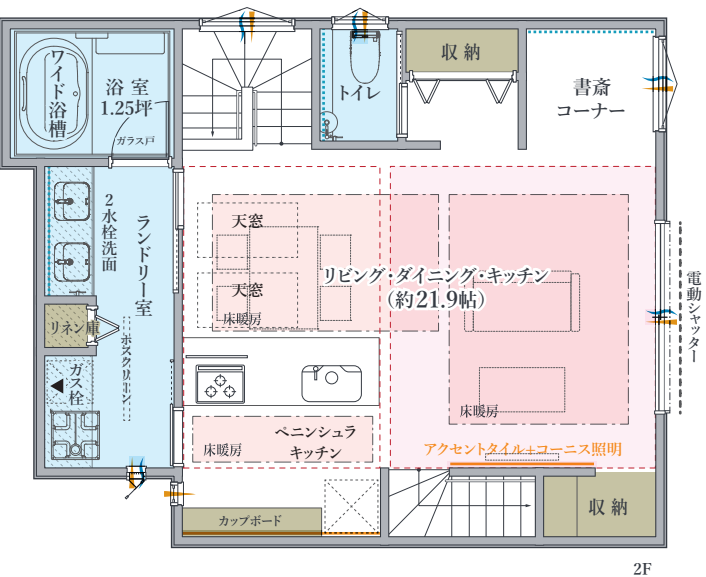 ワイド浴槽
浴室
1.25坪
ガラス戸
トイレ
収納
書斎
コーナー
2水栓洗面
ランドリー室
天窓
天窓
床暖房
リビング・ダイニング・キッチン
（約21.9帖）
電動シャッター
リネン庫
ホスクリーン
ガス栓
床暖房
床暖房
ペニンシュラ
キッチン
アクセントタイル+コーニス照明
カップボード
収納
2F